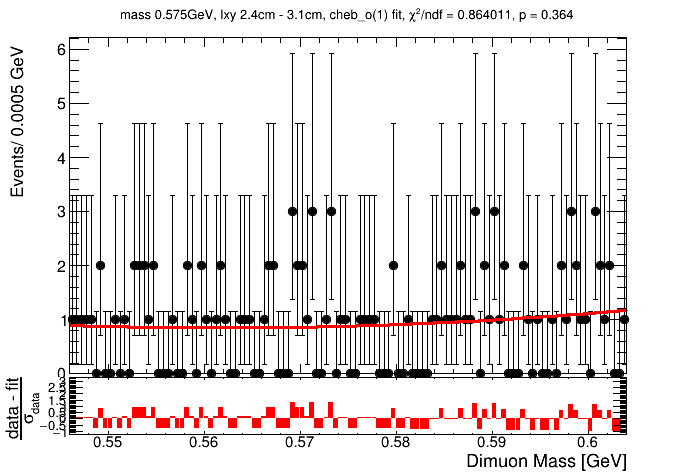 mass 0.575GeV, lxy 2.4cm - 3.1cm, cheb_o(1) fit, χ²/ndf = 0.864011, p = 0.364
Events/ 0.0005 GeV
6
5
4
3
2
1
0
data - fit
σdata
0.55
0.56
0.57
0.58
0.59
0.6
Dimuon Mass [GeV]